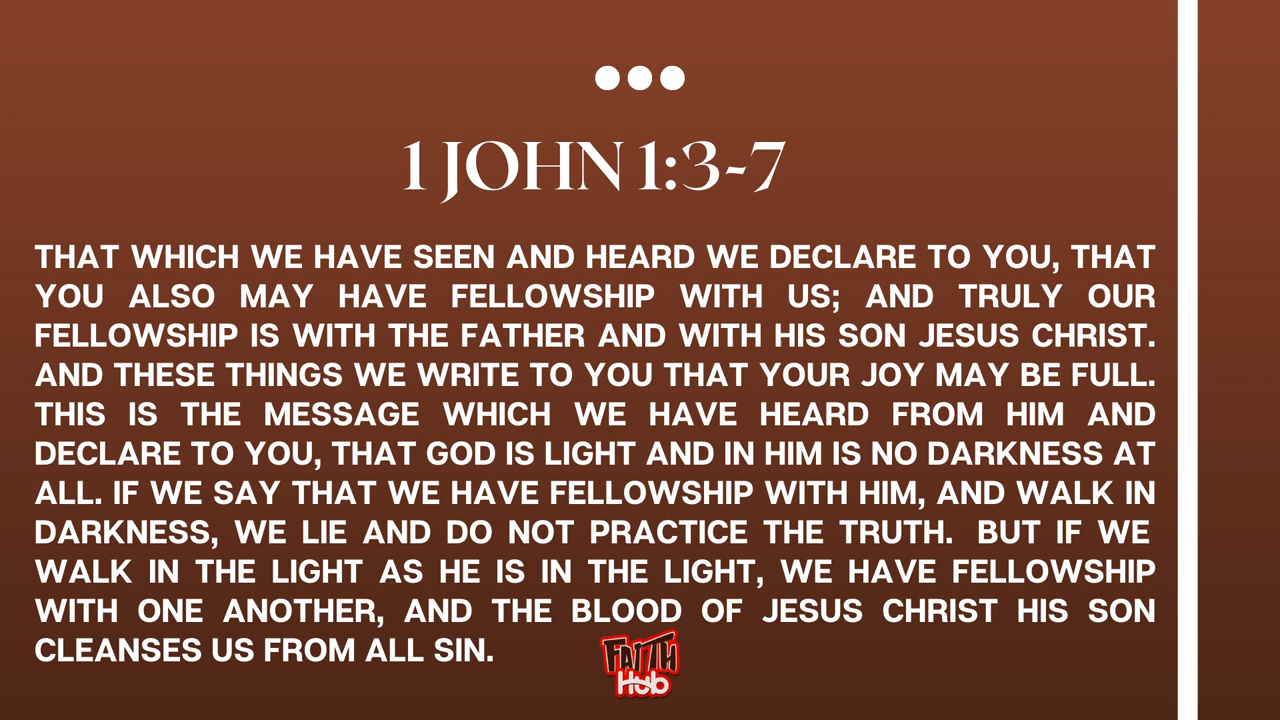 1 JOHN 1:3-7
THAT WHICH WE HAVE SEEN AND HEARD WE DECLARE TO YOU, THAT
YOU ALSO MAY HAVE FELLOWSHIP WITH US; AND TRULY OUR
FELLOWSHIP IS WITH THE FATHER AND WITH HIS SON JESUS CHRIST.
AND THESE THINGS WE WRITE TO YOU THAT YOUR JOY MAY BE FULL.
THIS IS THE MESSAGE WHICH WE HAVE HEARD FROM HIM AND
DECLARE TO YOU, THAT GOD IS LIGHT AND IN HIM IS NO DARKNESS AT
ALL. IF WE SAY THAT WE HAVE FELLOWSHIP WITH HIM, AND WALK IN
DARKNESS, WE LIE AND DO NOT PRACTICE THE TRUTH. BUT IF WE
WALK IN THE LIGHT AS HE IS IN THE LIGHT, WE HAVE FELLOWSHIP
WITH ONE ANOTHER, AND THE BLOOD OF JESUS CHRIST HIS SON
CLEANSES US FROM ALL SIN.
FAITH
Hub